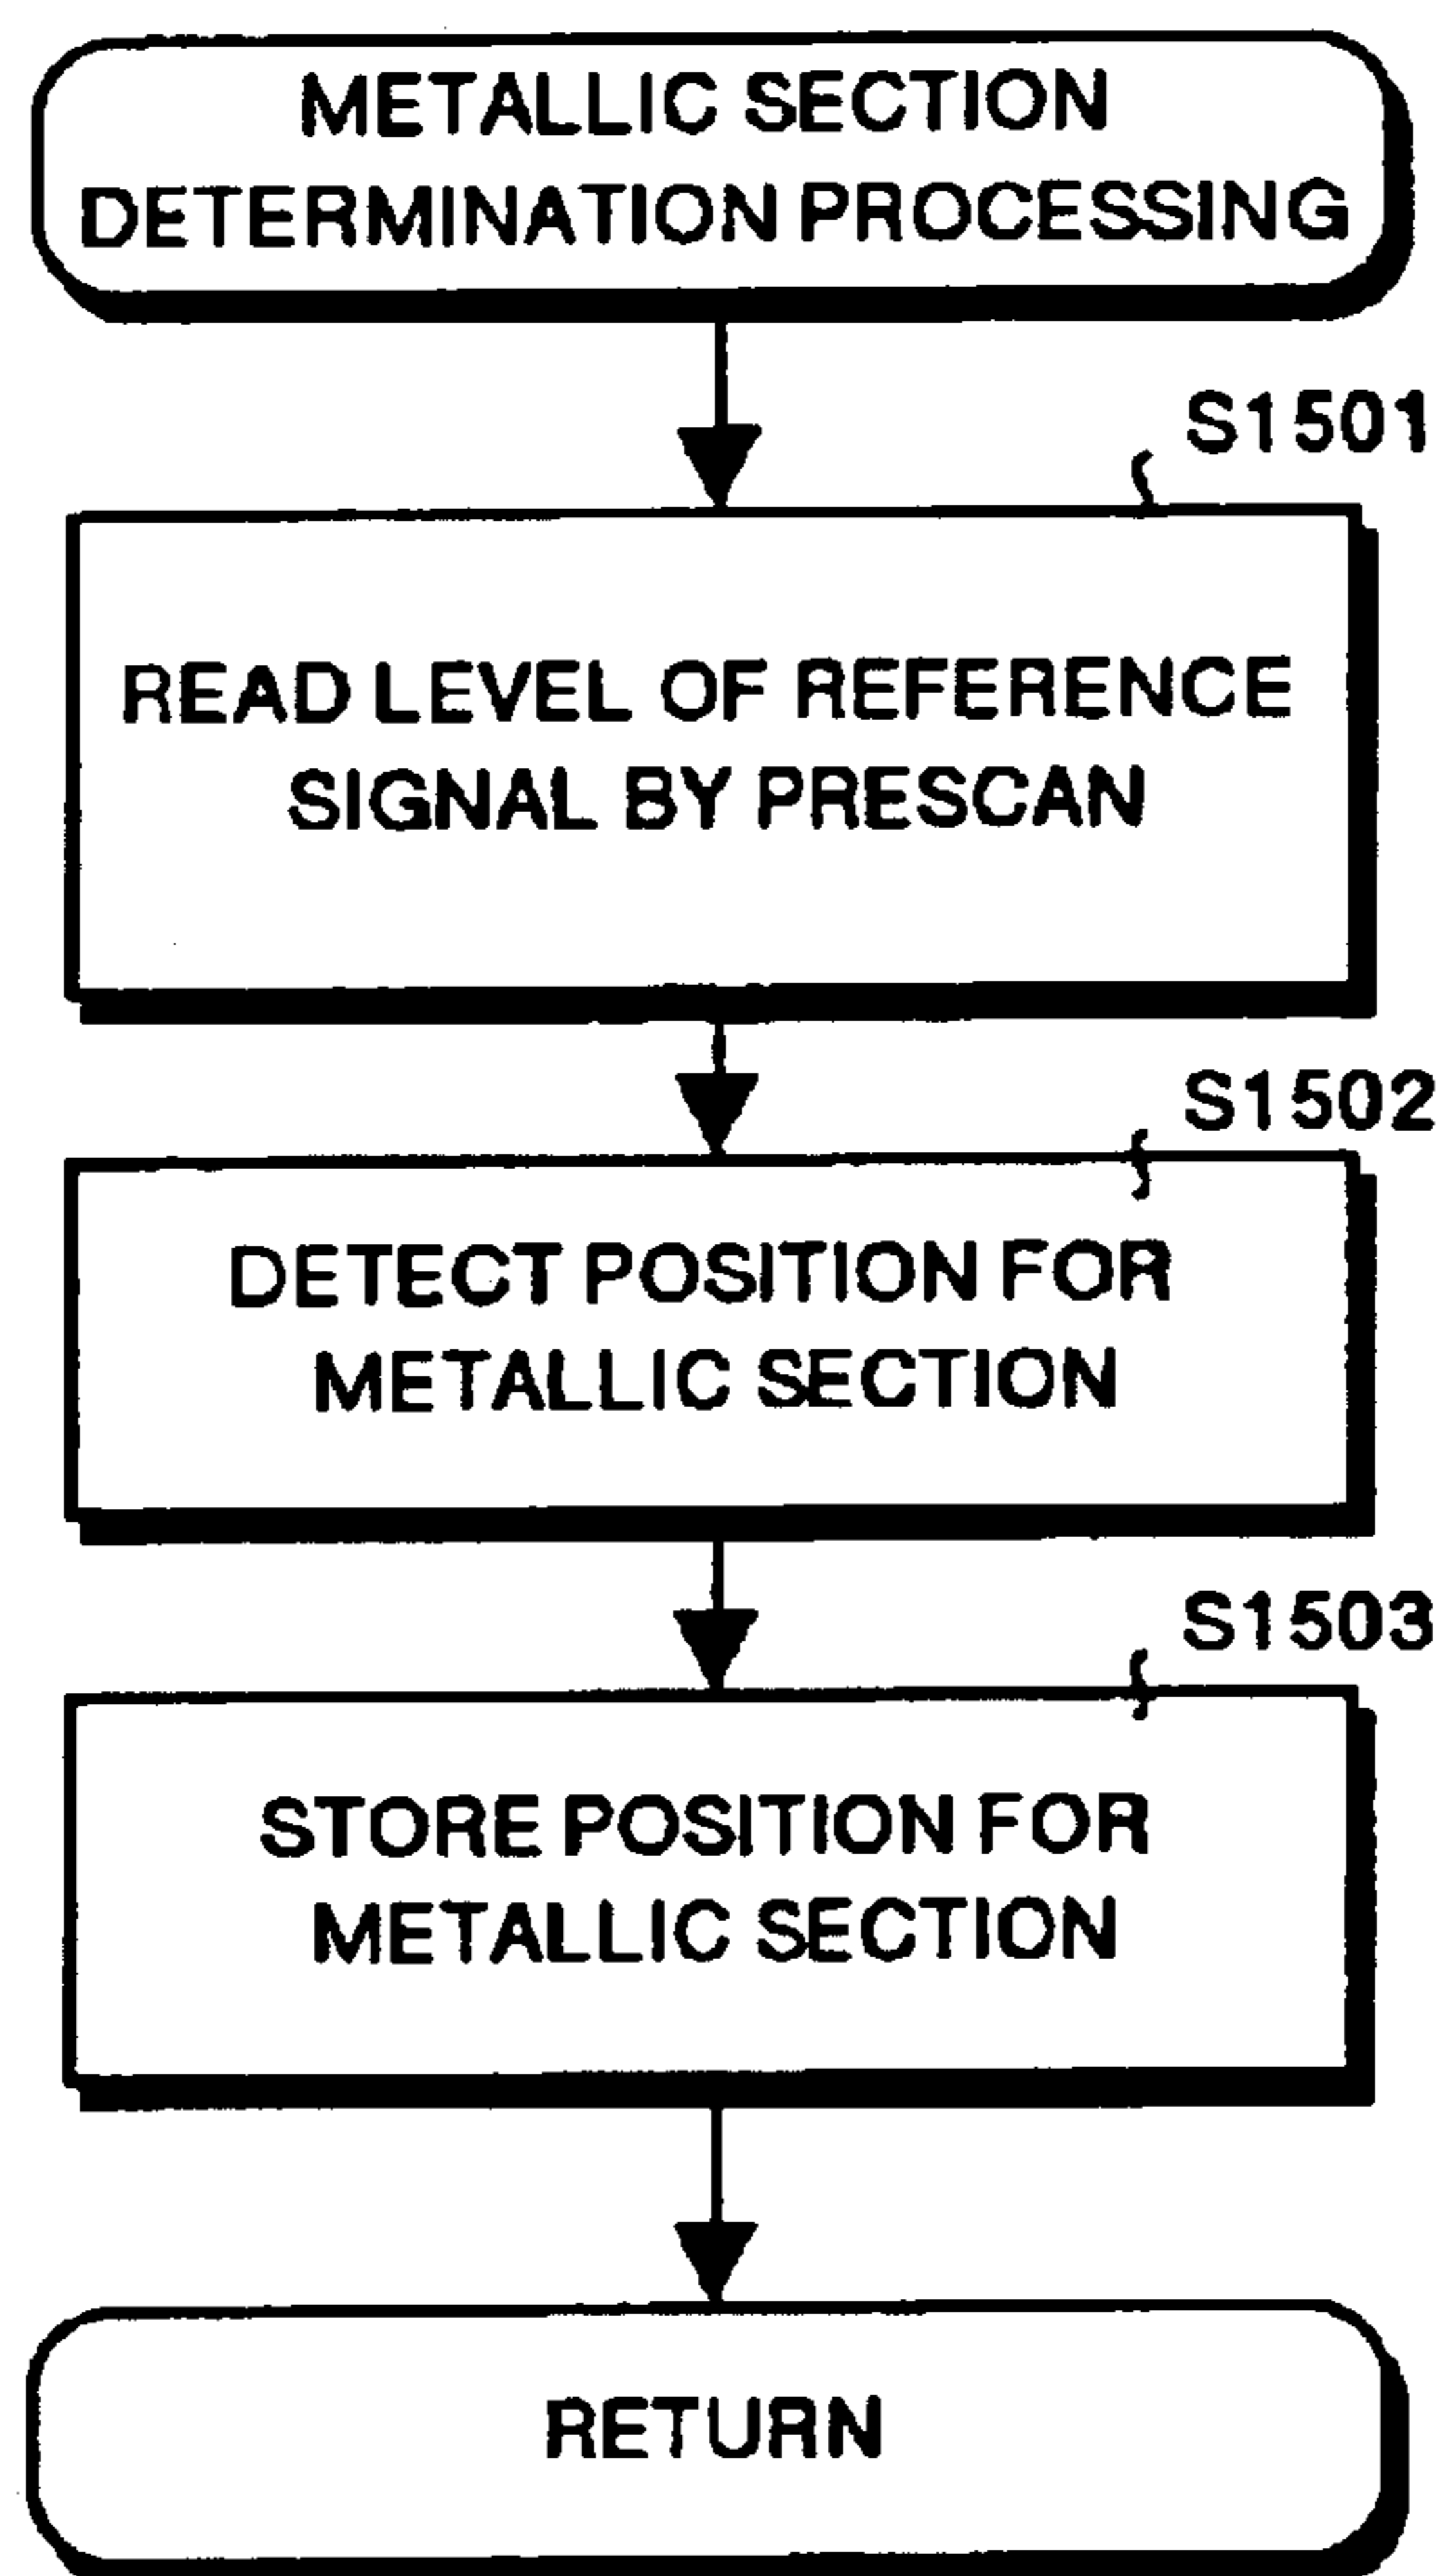 METALLIC SECTION
DETERMINATION PROCESSING
S1501
READ LEVEL OF REFERENCE
SIGNAL BY PRESCAN
S1502
DETECT POSITION FOR
METALLIC SECTION
S1503
STORE POSITION FOR
METALLIC SECTION
RETURN